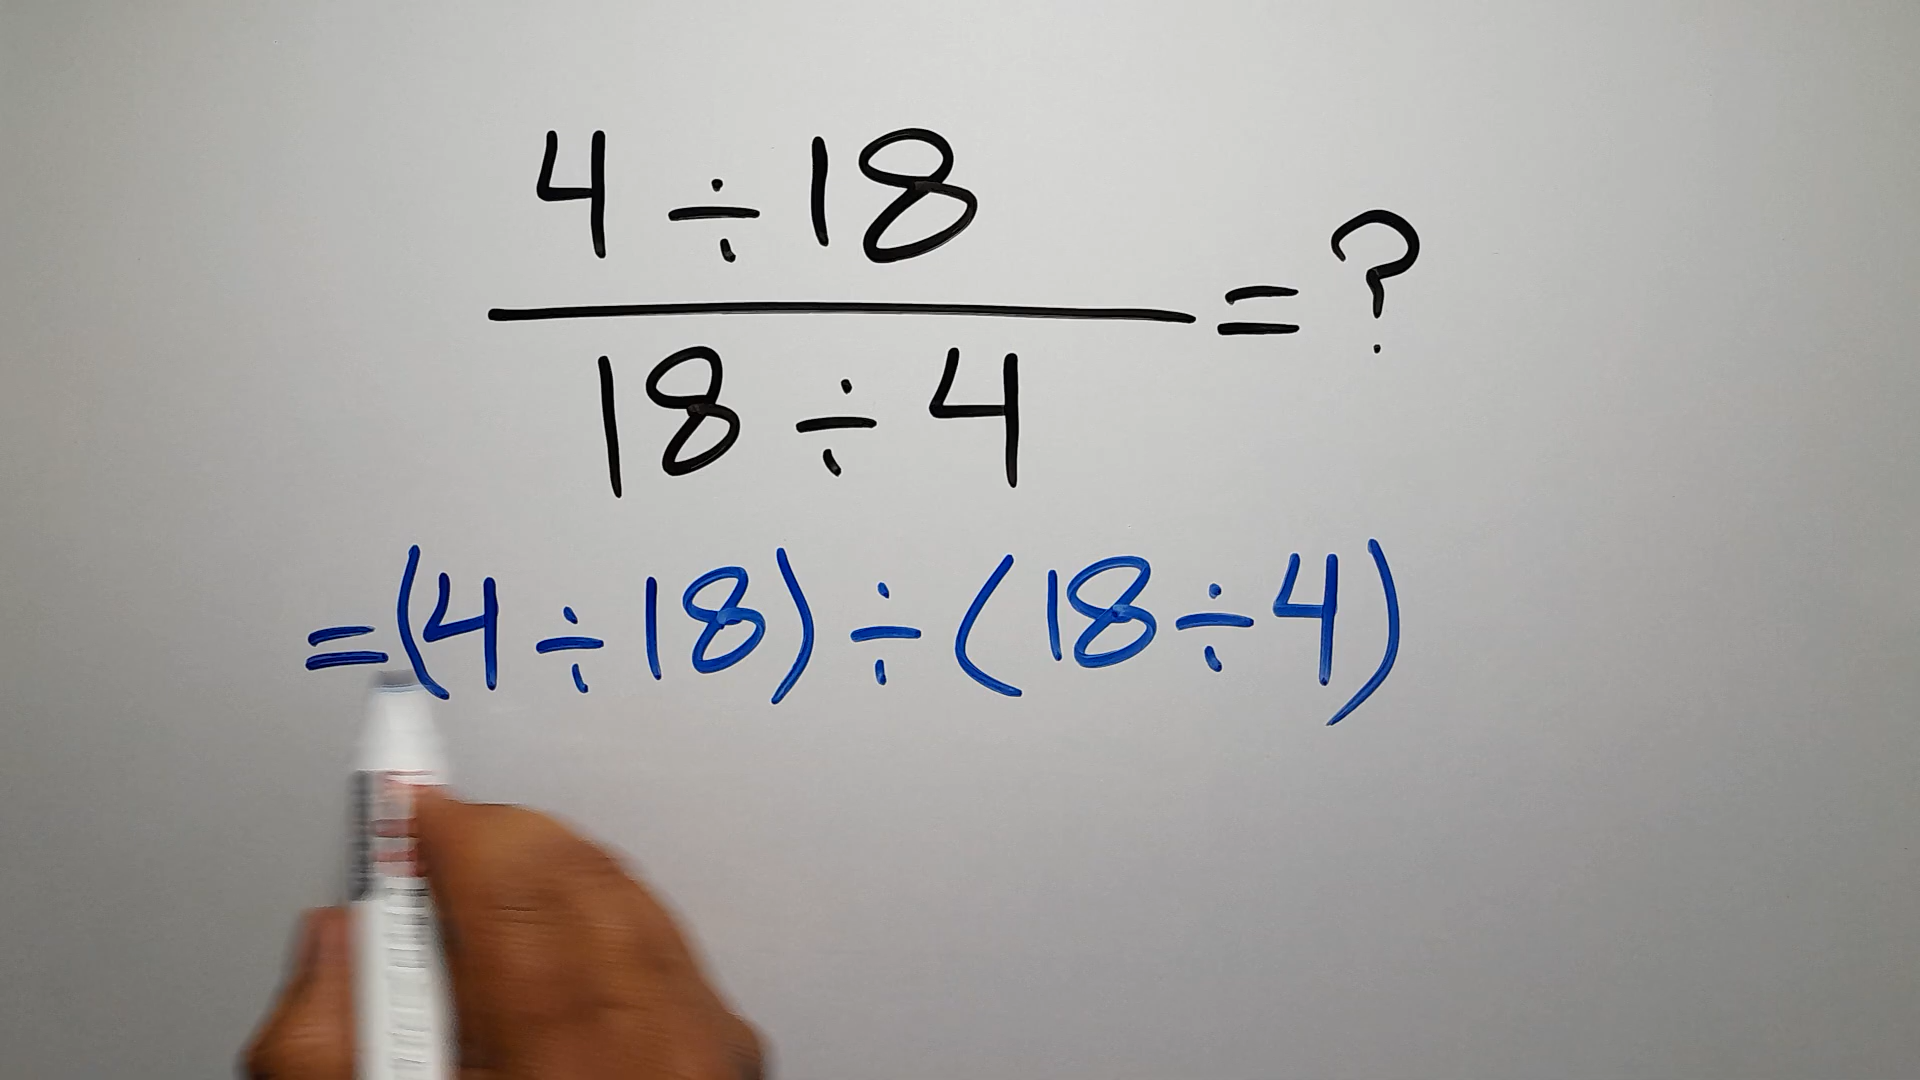 4 ÷ 18
18 ÷ 4
= ?
= (4 ÷ 18) ÷ (18 ÷ 4)